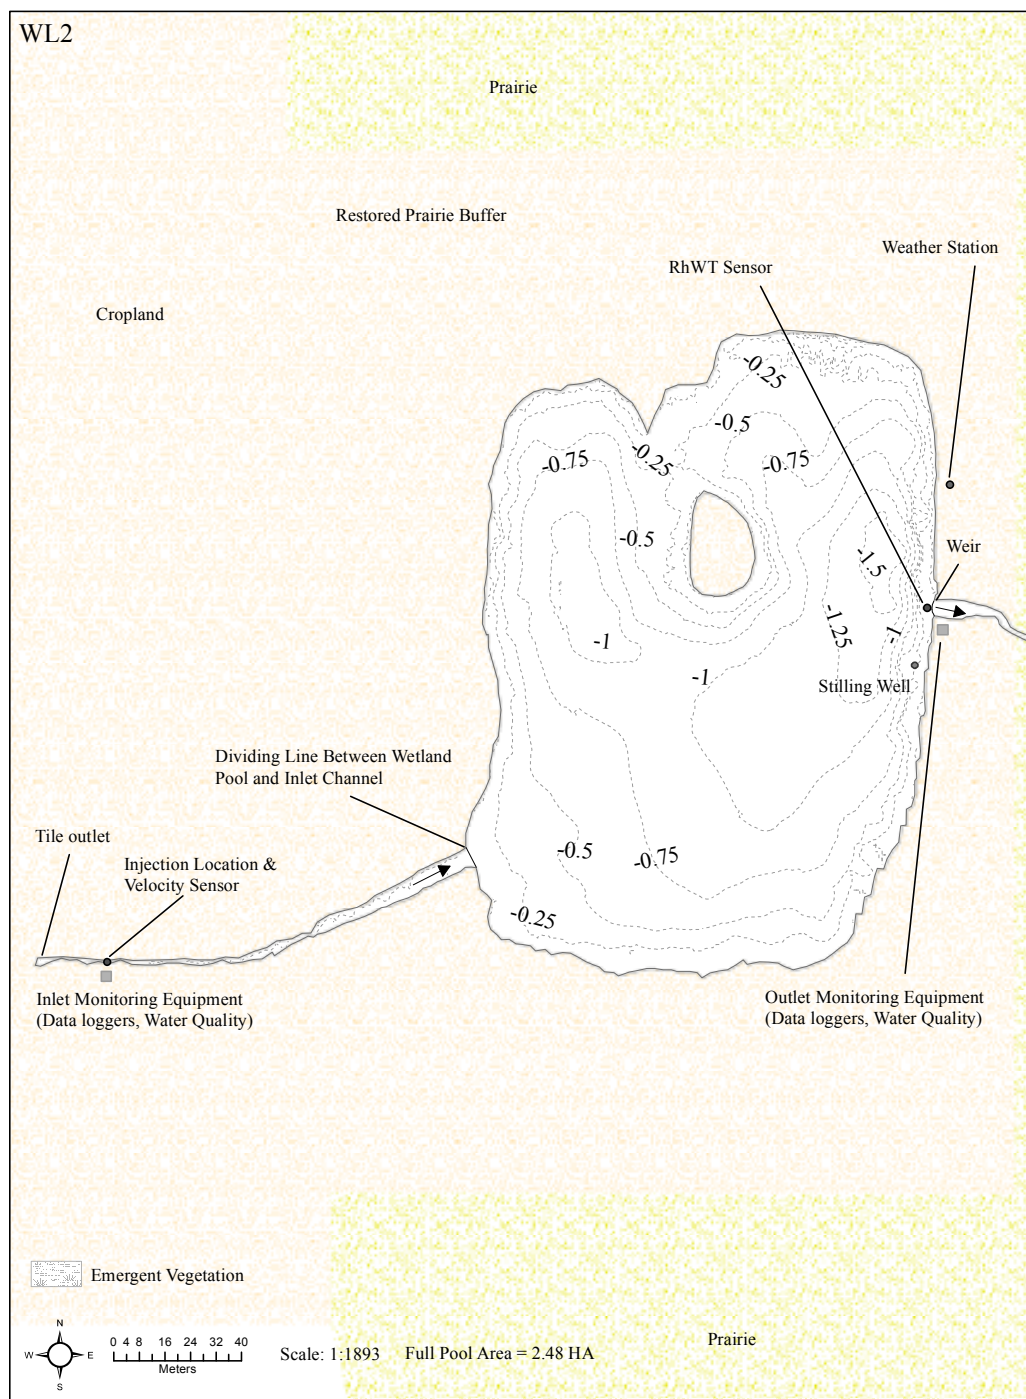 WL2
Prairie
Restored Prairie Buffer
Weather Station
RhWT Sensor
Cropland
-0.25
-0.5
-0.25
-0.75
-0.75
-0.5
Weir
-1.5
-1.25
-1
-1
-1
Stilling Well
Dividing Line Between Wetland
Pool and Inlet Channel
Tile outlet
Injection Location &
Velocity Sensor
-0.5
-0.75
-0.25
Inlet Monitoring Equipment
(Data loggers, Water Quality)
Outlet Monitoring Equipment
(Data loggers, Water Quality)
Emergent Vegetation
N
W
E
S
0 4 8 16 24 32 40
Meters
Scale: 1:1893 Full Pool Area = 2.48 HA
Prairie